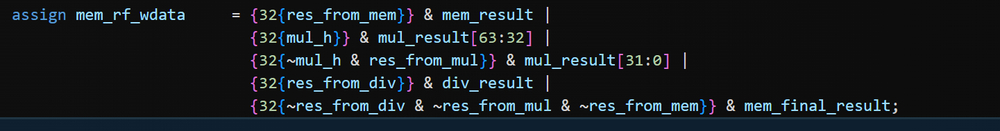 assign mem_rf_wdata     = {32{res_from_mem}} & mem_result |
{32{mul_h}} & mul_result[63:32] |
{32{~mul_h & res_from_mul}} & mul_result[31:0] |
{32{res_from_div}} & div_result |
{32{~res_from_div & ~res_from_mul & ~res_from_mem}} & mem_final_result;